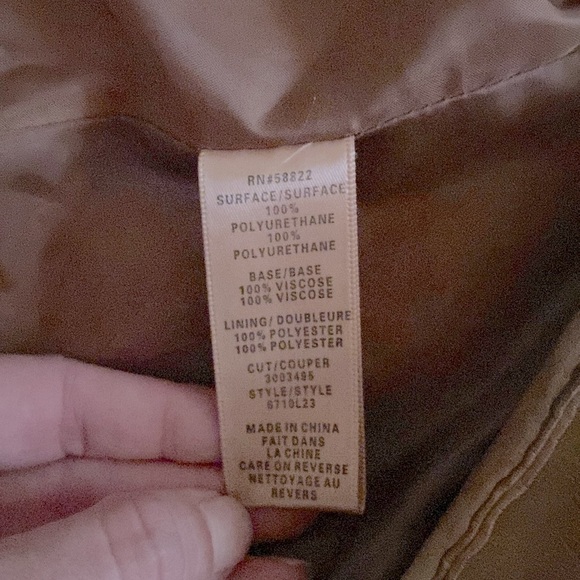 RN#58822
SURFACE/SURFACE
100%
POLYURETHANE
100%
POLYURETHANE
BASE/BASE
100% VISCOSE
100% VISCOSE
LINING/DOUBLEURE
100% POLYESTER
100% POLYESTER
CUT/COUPER
3003495
STYLE/STYLE
6710L23
MADE IN CHINA
FAIT DANS
LA CHINE
CARE ON REVERSE
NETTOYAGE AU
REVERS